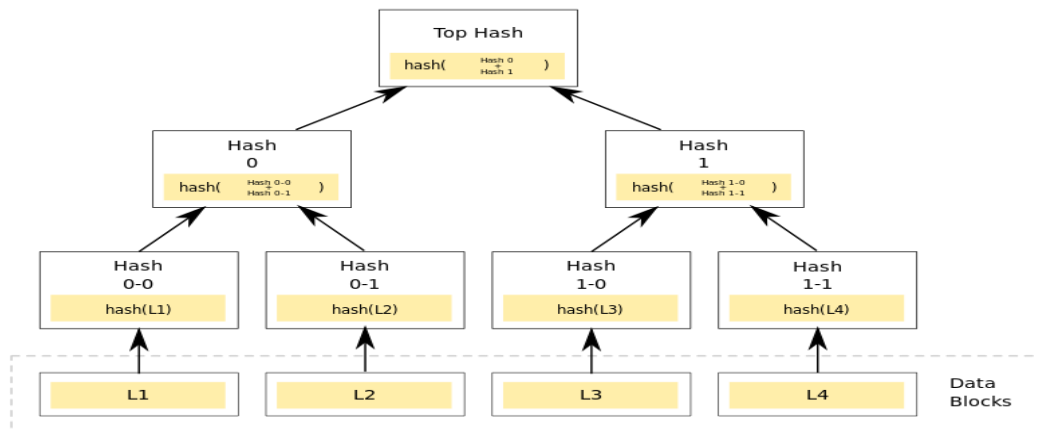 Top Hash
hash( Hash 0 + Hash 1 )
Hash
0
hash( Hash 0-0 + Hash 0-1 )
Hash
1
hash( Hash 1-0 + Hash 1-1 )
Hash
0-0
hash(L1)
Hash
0-1
hash(L2)
Hash
1-0
hash(L3)
Hash
1-1
hash(L4)
L1
L2
L3
L4
Data
Blocks